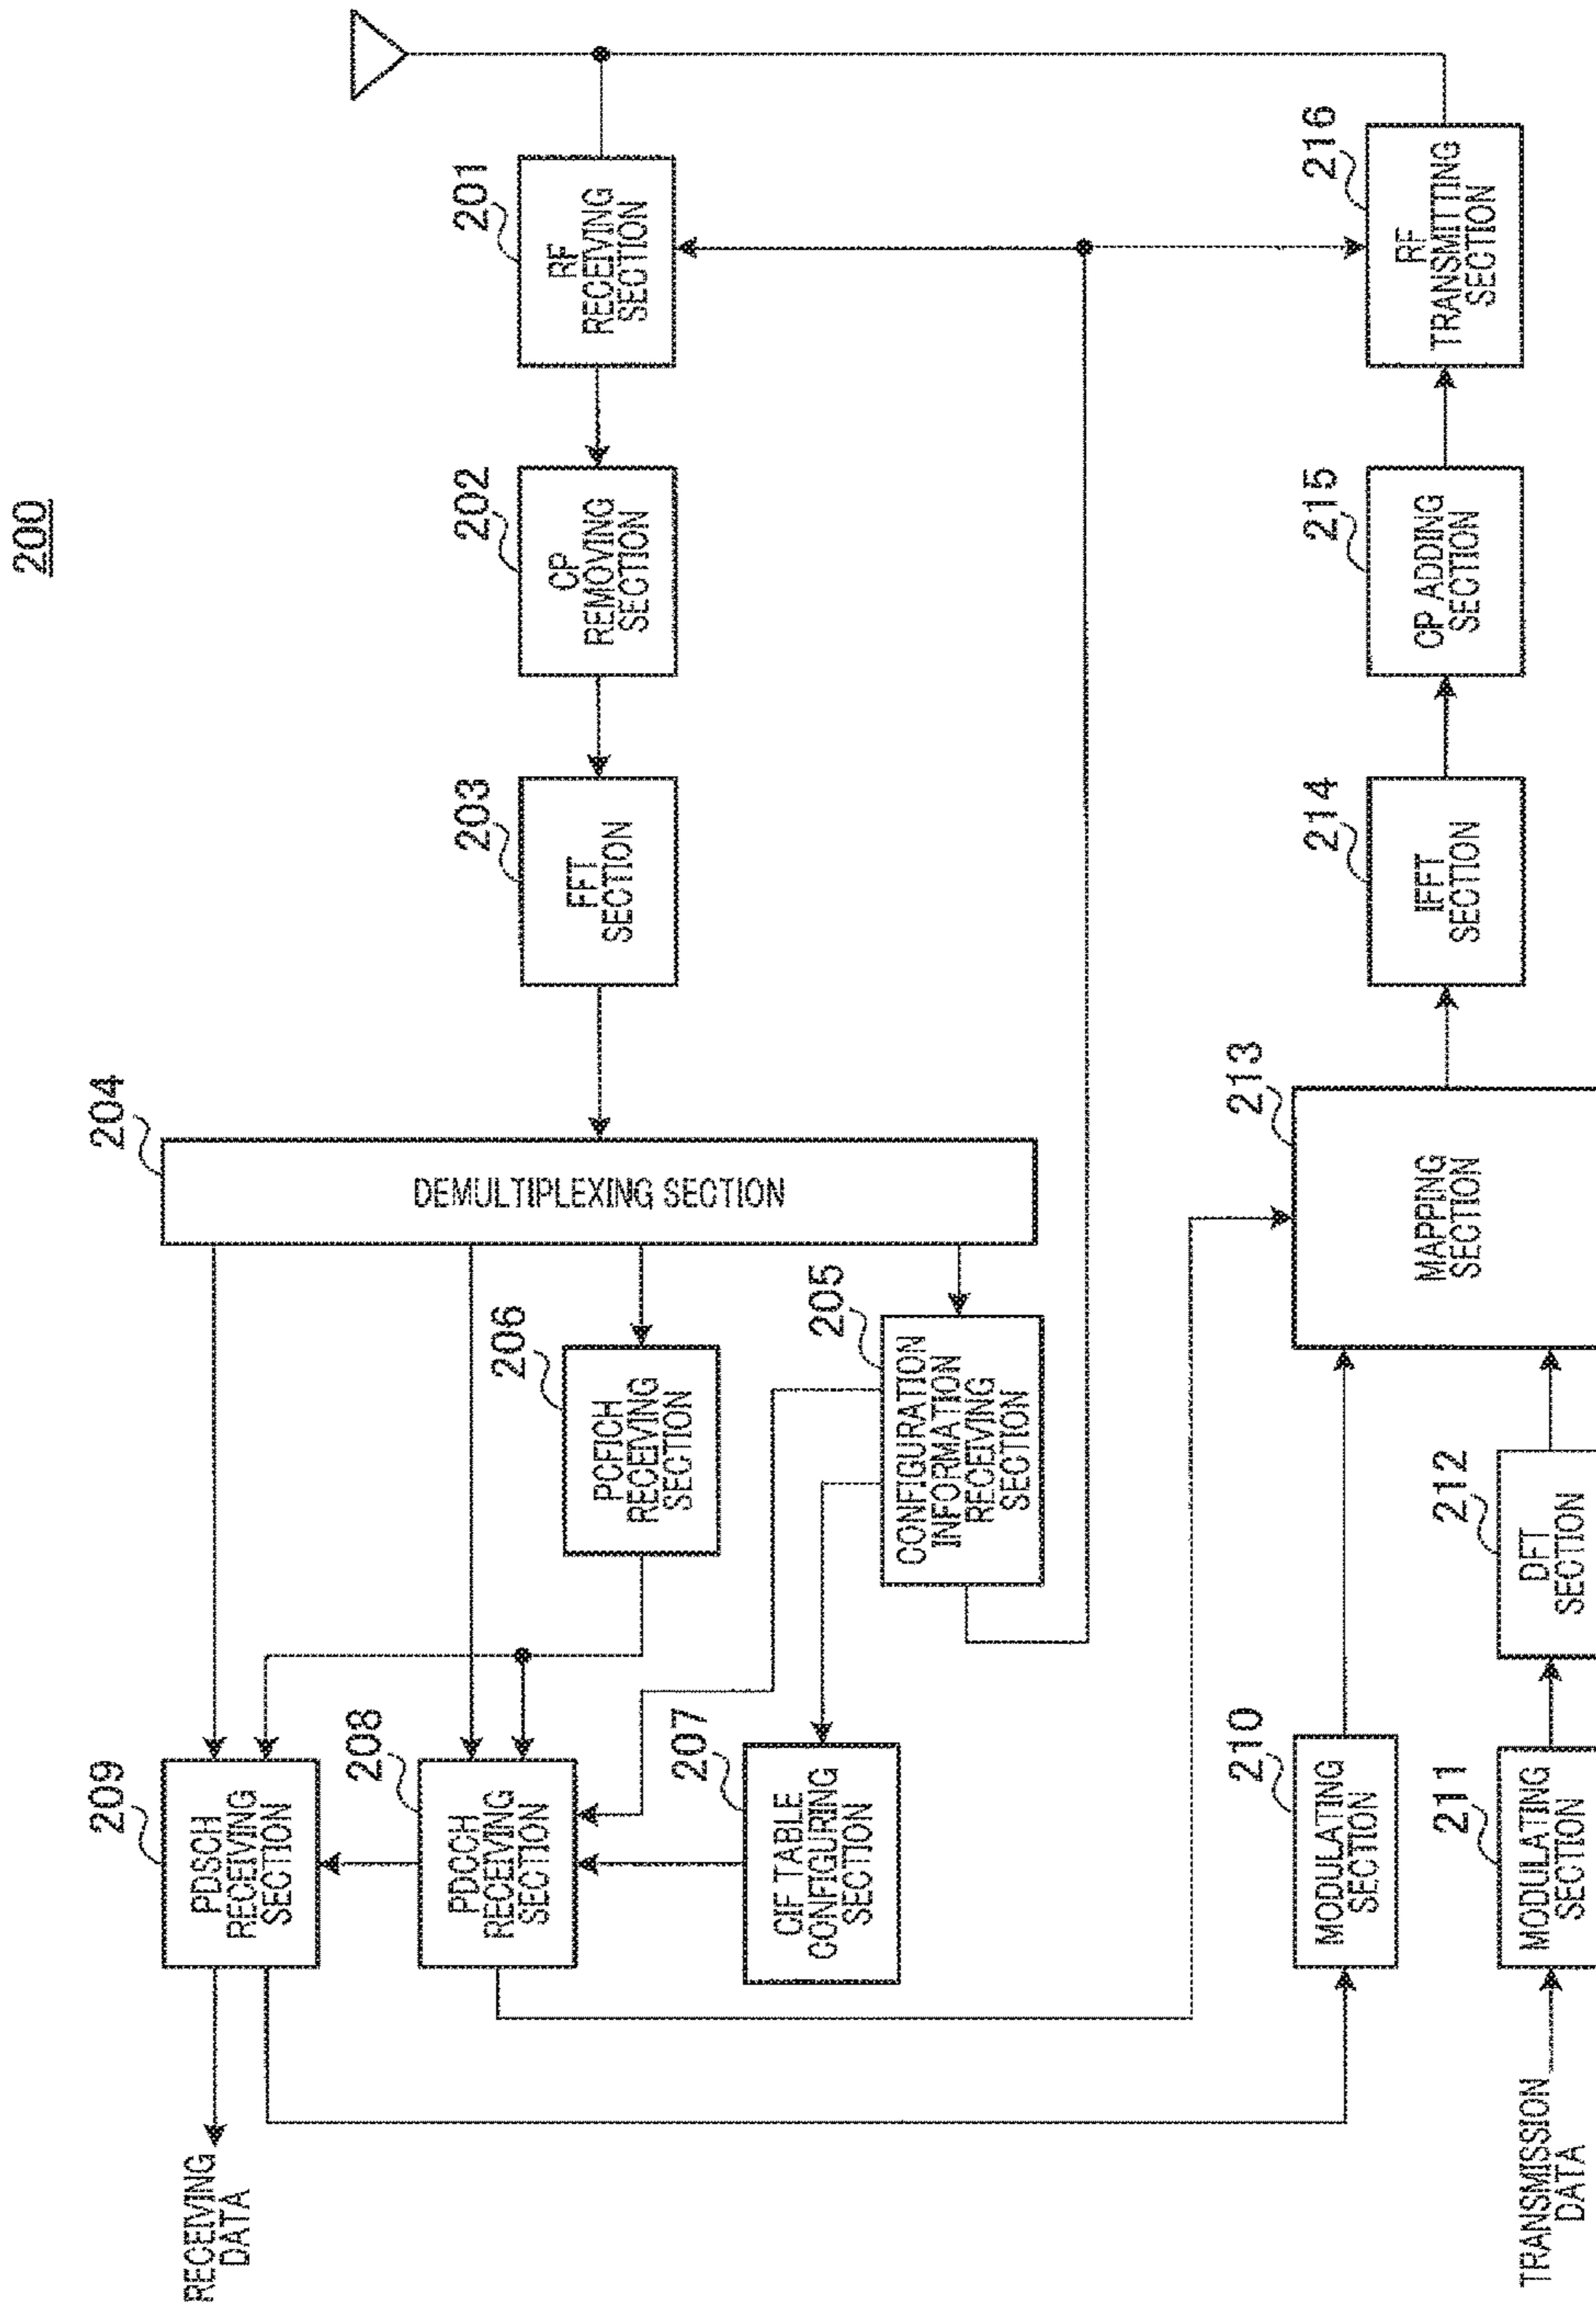 200
201
RF
RECEIVING
SECTION
202
CP
REMOVING
SECTION
203
FFT
SECTION
204
DEMULTIPLEXING SECTION
205
CONFIGURATION
INFORMATION
RECEIVING
SECTION
206
PCFICH
RECEIVING
SECTION
207
CIF TABLE
CONFIGURING
SECTION
208
PDCCH
RECEIVING
SECTION
209
PDSCH
RECEIVING
SECTION
RECEIVING
DATA
210
MODULATING
SECTION
211
MODULATING
SECTION
TRANSMISSION
DATA
212
DFT
SECTION
213
MAPPING
SECTION
214
IFFT
SECTION
215
CP ADDING
SECTION
216
RF
TRANSMITTING
SECTION